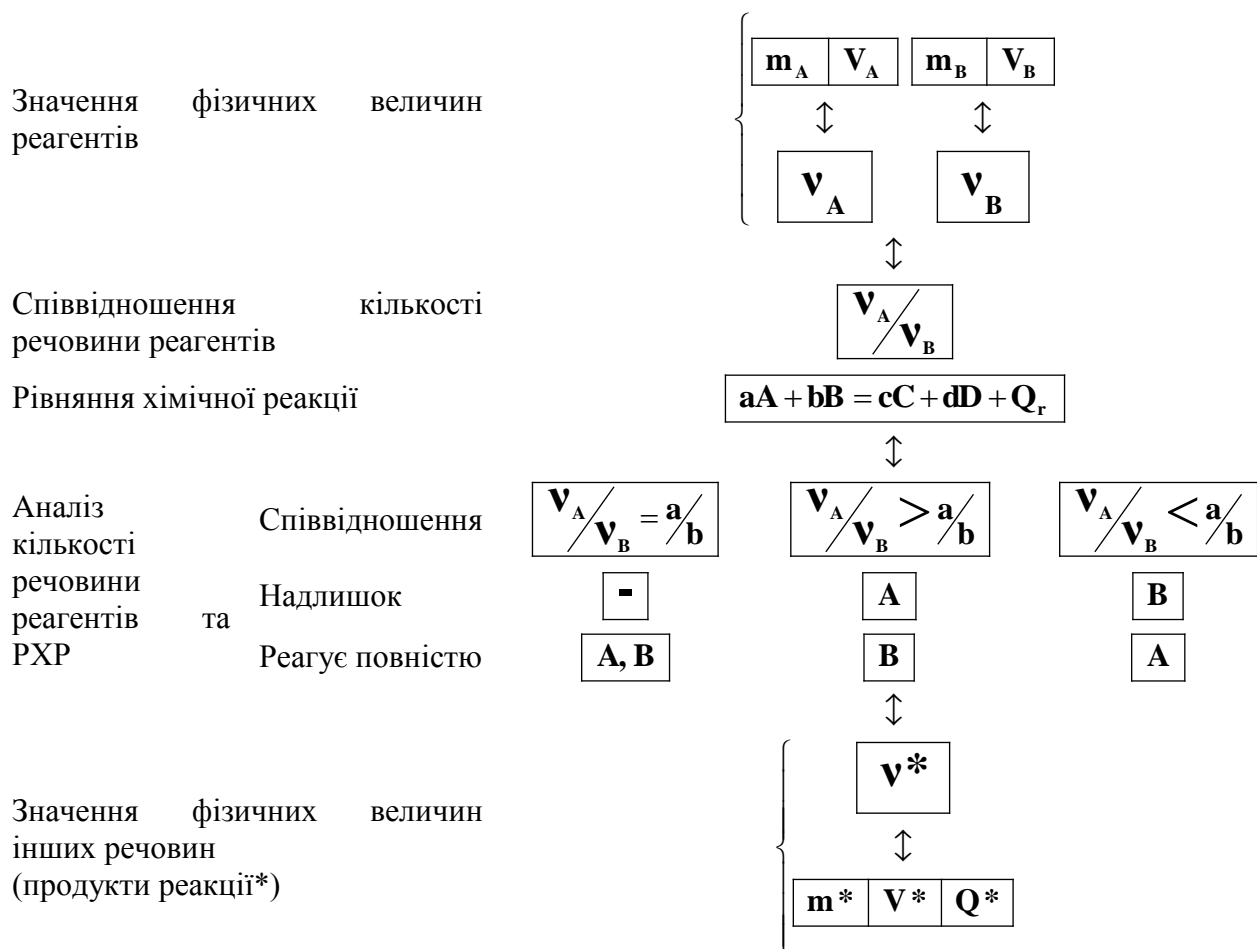 m_A V_A m_B V_B
Значення фізичних величин
реагентів
↕ ↕
ν_A ν_B
↕
Співвідношення кількості
речовини реагентів
ν_A/ν_B
Рівняння хімічної реакції
aA + bB = cC + dD + Q_r
↕
Аналіз
кількості
речовини
реагентів та
РХР
Співвідношення
ν_A/ν_B = a/b
ν_A/ν_B > a/b
ν_A/ν_B < a/b
Надлишок
- A B
Реагує повністю
A, B B A
↕
ν*
Значення фізичних величин
інших речовин
(продукти реакції*)
↕
m* V* Q*